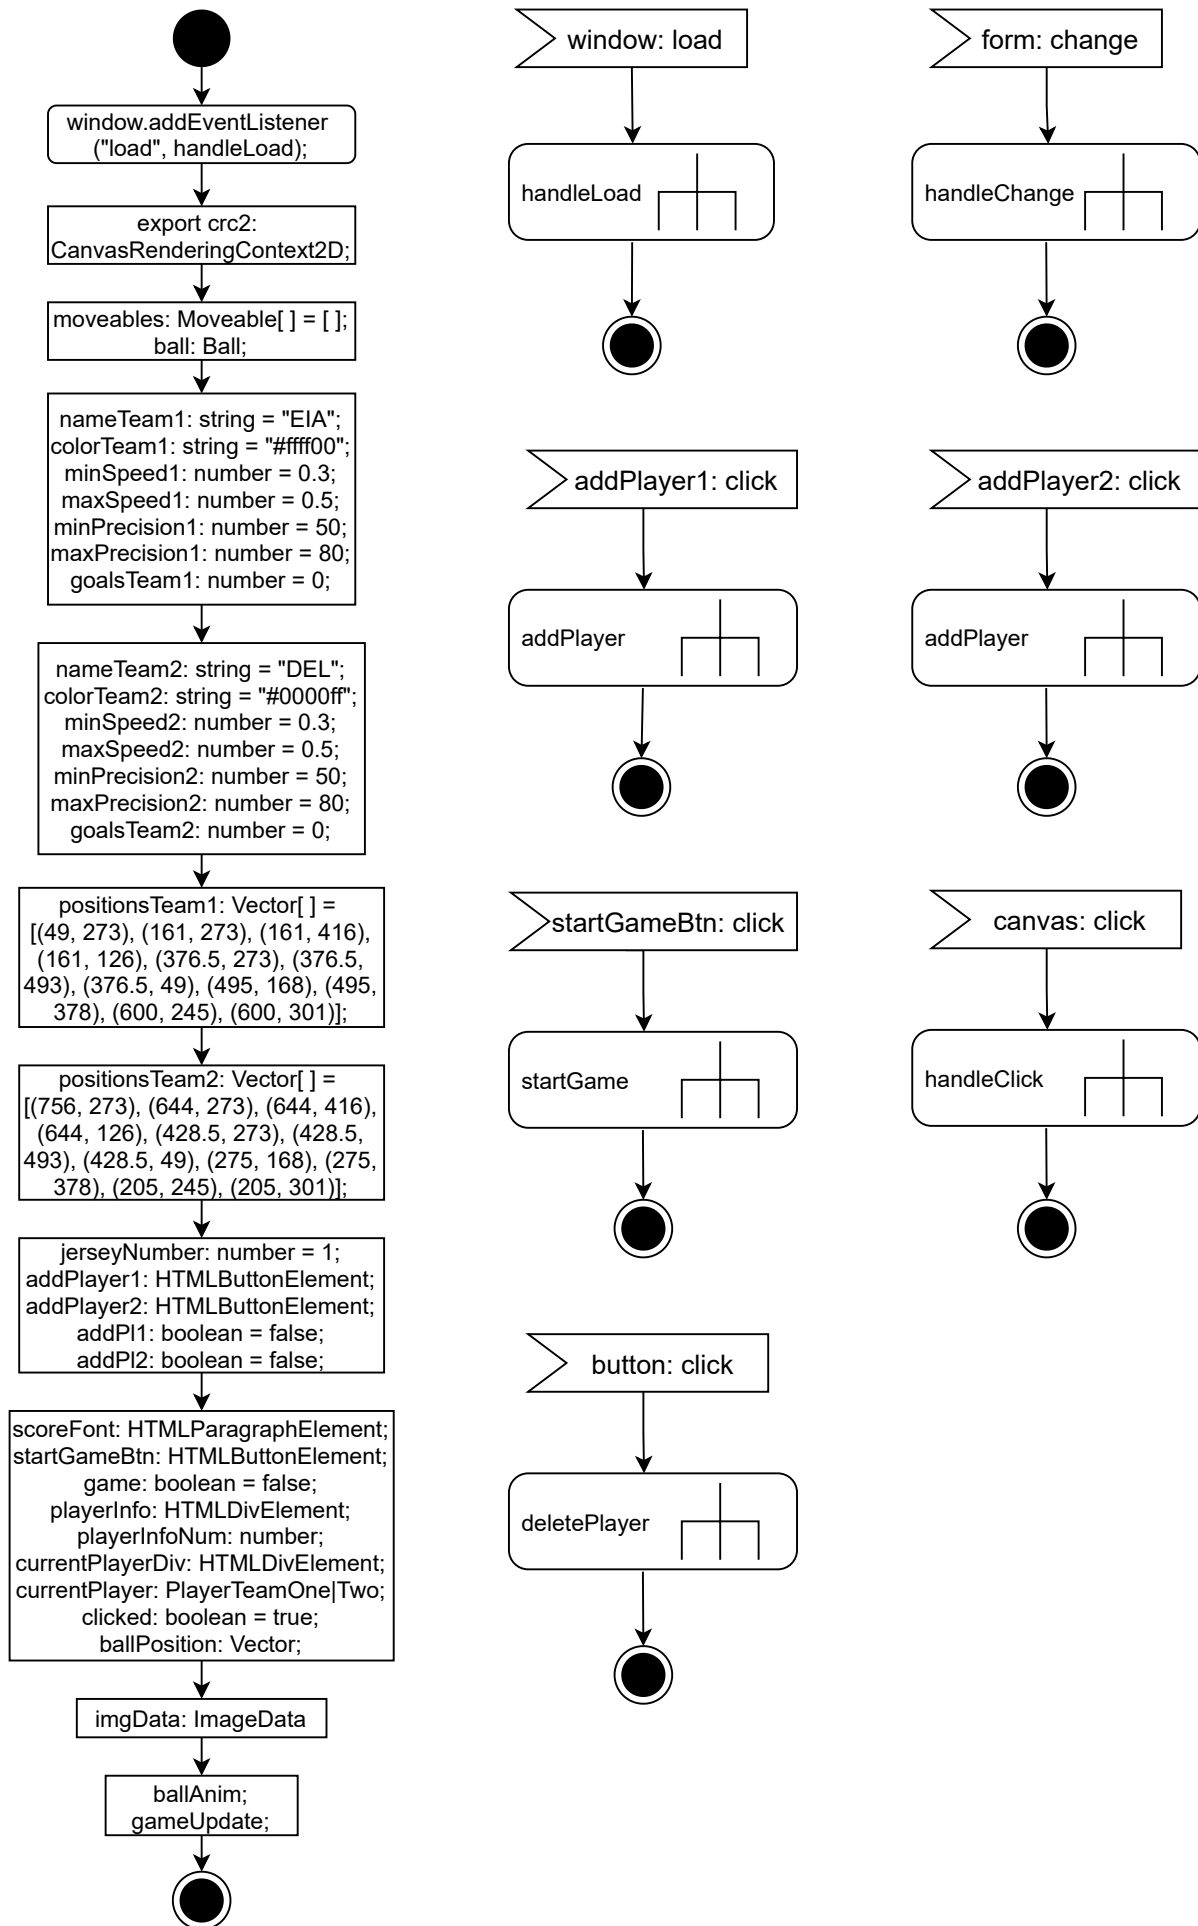 window.addEventListener
("load", handleLoad);
export crc2:
CanvasRenderingContext2D;
moveables: Moveable[ ] = [ ];
ball: Ball;
nameTeam1: string = "EIA";
colorTeam1: string = "#ffff00";
minSpeed1: number = 0.3;
maxSpeed1: number = 0.5;
minPrecision1: number = 50;
maxPrecision1: number = 80;
goalsTeam1: number = 0;
nameTeam2: string = "DEL";
colorTeam2: string = "#0000ff";
minSpeed2: number = 0.3;
maxSpeed2: number = 0.5;
minPrecision2: number = 50;
maxPrecision2: number = 80;
goalsTeam2: number = 0;
positionsTeam1: Vector[ ] =
[(49, 273), (161, 273), (161, 416),
(161, 126), (376.5, 273), (376.5,
493), (376.5, 49), (495, 168), (495,
378), (600, 245), (600, 301)];
positionsTeam2: Vector[ ] =
[(756, 273), (644, 273), (644, 416),
(644, 126), (428.5, 273), (428.5,
493), (428.5, 49), (275, 168), (275,
378), (205, 245), (205, 301)];
jerseyNumber: number = 1;
addPlayer1: HTMLButtonElement;
addPlayer2: HTMLButtonElement;
addPl1: boolean = false;
addPl2: boolean = false;
scoreFont: HTMLParagraphElement;
startGameBtn: HTMLButtonElement;
game: boolean = false;
playerInfo: HTMLDivElement;
playerInfoNum: number;
currentPlayerDiv: HTMLDivElement;
currentPlayer: PlayerTeamOne|Two;
clicked: boolean = true;
ballPosition: Vector;
imgData: ImageData
ballAnim;
gameUpdate;
window: load
handleLoad
form: change
handleChange
addPlayer1: click
addPlayer
addPlayer2: click
addPlayer
startGameBtn: click
startGame
canvas: click
handleClick
button: click
deletePlayer